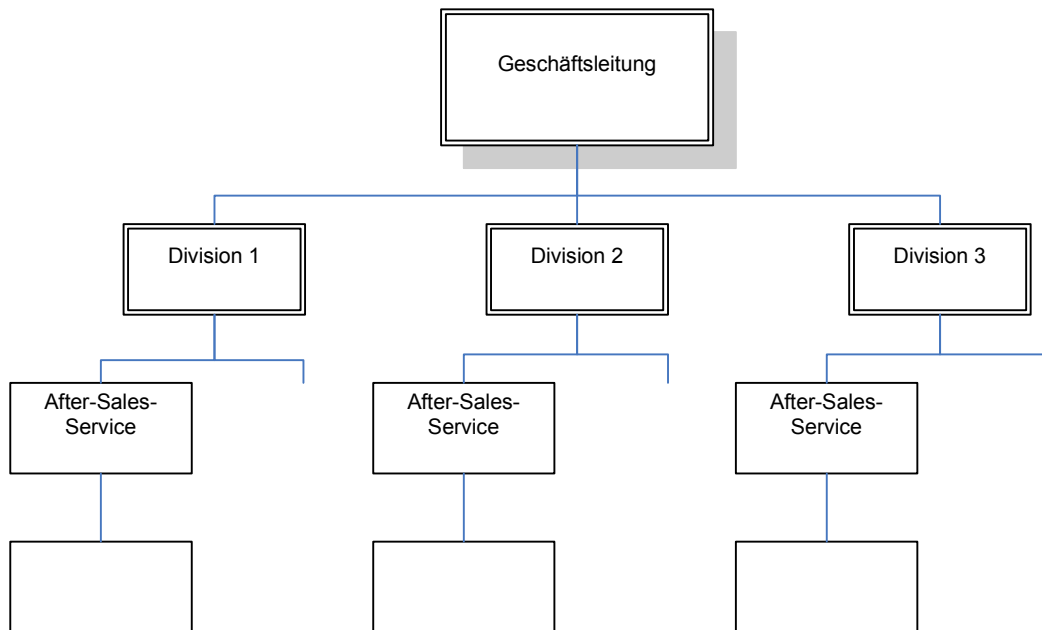 Geschäftsleitung
Division 1
Division 2
Division 3
After-Sales-
Service
After-Sales-
Service
After-Sales-
Service